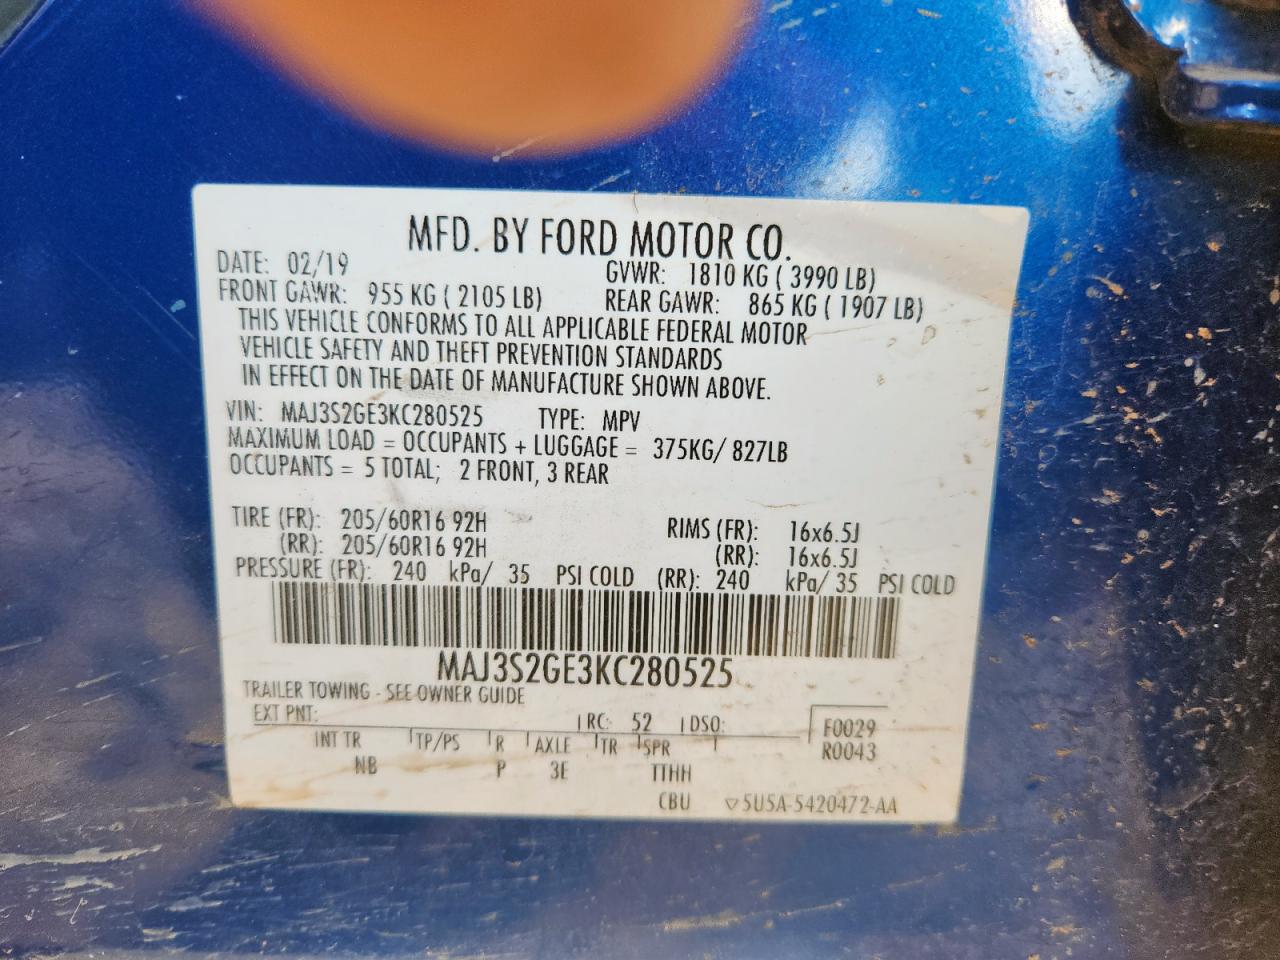 MFD. BY FORD MOTOR CO.
DATE: 02/19 GVWR: 1810 KG ( 3990 LB)
FRONT GAWR: 955 KG ( 2105 LB) REAR GAWR: 865 KG ( 1907 LB)
THIS VEHICLE CONFORMS TO ALL APPLICABLE FEDERAL MOTOR
VEHICLE SAFETY AND THEFT PREVENTION STANDARDS
IN EFFECT ON THE DATE OF MANUFACTURE SHOWN ABOVE.
VIN: MAJ3S2GE3KC280525 TYPE: MPV
MAXIMUM LOAD = OCCUPANTS + LUGGAGE = 375KG/ 827LB
OCCUPANTS = 5 TOTAL; 2 FRONT, 3 REAR
TIRE (FR): 205/60R16 92H RIMS (FR): 16x6.5J
(RR): 205/60R16 92H (RR): 16x6.5J
PRESSURE (FR): 240 kPa/ 35 PSI COLD (RR): 240 kPa/ 35 PSI COLD
MAJ3S2GE3KC280525
TRAILER TOWING - SEE OWNER GUIDE
EXT PNT: RC: 52 DSO: F0029
INT TR TP/PS R AXLE TR SPR R0043
NB P 3E TTHH
CBU ▽5U5A-5420472-AA